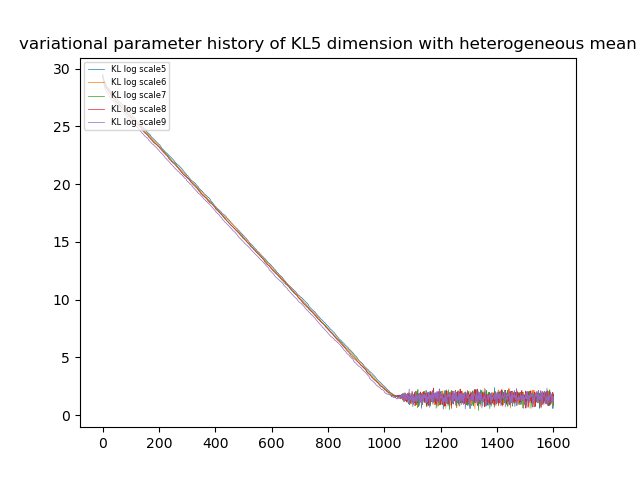 variational parameter history of KL5 dimension with heterogeneous mean
30
25
20
15
10
5
0
KL log scale5
KL log scale6
KL log scale7
KL log scale8
KL log scale9
0 200 400 600 800 1000 1200 1400 1600